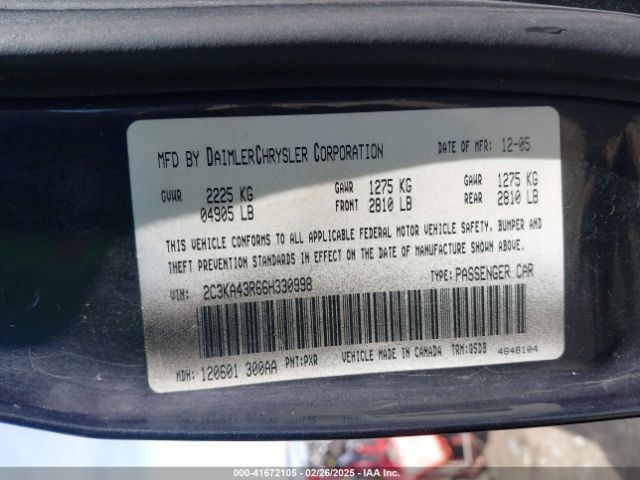 MFD BY DAIMLERCHRYSLER CORPORATION DATE OF MFR: 12-05
GVWR 2225 KG 04905 LB GAWR FRONT 1275 KG 2810 LB GAWR REAR 1275 KG 2810 LB
THIS VEHICLE CONFORMS TO ALL APPLICABLE FEDERAL MOTOR VEHICLE SAFETY, BUMPER AND
THEFT PREVENTION STANDARDS IN EFFECT ON THE DATE OF MANUFACTURE SHOWN ABOVE.
VIN: 2C3KA43R66H330998 TYPE: PASSENGER CAR
MDH: 120601 300AA PNT: PXR VEHICLE MADE IN CANADA TRM: Q5DB 4648104
000-41672105 - 02/26/2025 - IAA Inc.